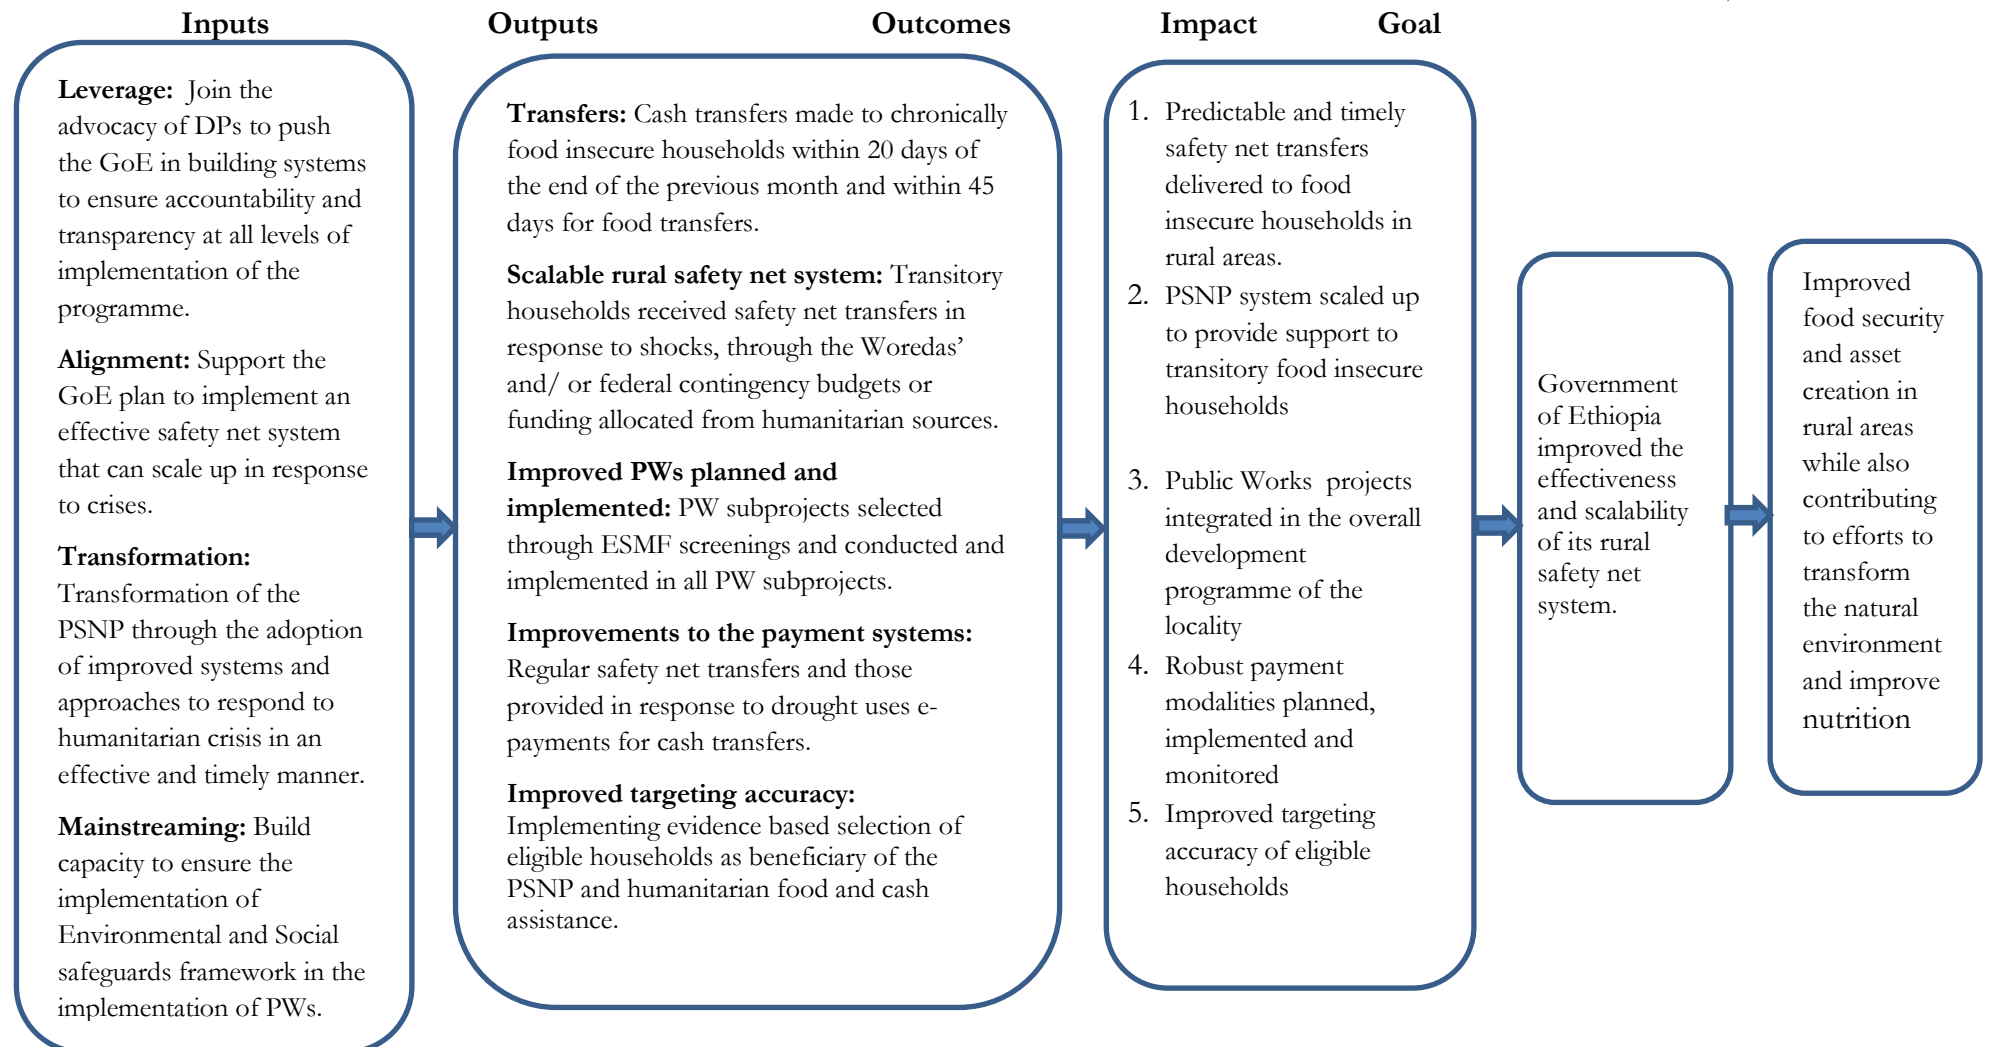 Inputs
Outputs
Outcomes
Impact
Goal
Leverage: Join the
advocacy of DPs to push
the GoE in building systems
to ensure accountability and
transparency at all levels of
implementation of the
programme.
Alignment: Support the
GoE plan to implement an
effective safety net system
that can scale up in response
to crises.
Transformation:
Transformation of the
PSNP through the adoption
of improved systems and
approaches to respond to
humanitarian crisis in an
effective and timely manner.
Mainstreaming: Build
capacity to ensure the
implementation of
Environmental and Social
safeguards framework in the
implementation of PWs.
Transfers: Cash transfers made to chronically
food insecure households within 20 days of
the end of the previous month and within 45
days for food transfers.
Scalable rural safety net system: Transitory
households received safety net transfers in
response to shocks, through the Woredas’
and/ or federal contingency budgets or
funding allocated from humanitarian sources.
Improved PWs planned and
implemented: PW subprojects selected
through ESMF screenings and conducted and
implemented in all PW subprojects.
Improvements to the payment systems:
Regular safety net transfers and those
provided in response to drought uses e-
payments for cash transfers.
Improved targeting accuracy:
Implementing evidence based selection of
eligible households as beneficiary of the
PSNP and humanitarian food and cash
assistance.
1. Predictable and timely
safety net transfers
delivered to food
insecure households in
rural areas.
2. PSNP system scaled up
to provide support to
transitory food insecure
households
3. Public Works projects
integrated in the overall
development
programme of the
locality
4. Robust payment
modalities planned,
implemented and
monitored
5. Improved targeting
accuracy of eligible
households
Government
of Ethiopia
improved the
effectiveness
and scalability
of its rural
safety net
system.
Improved
food security
and asset
creation in
rural areas
while also
contributing
to efforts to
transform
the natural
environment
and improve
nutrition